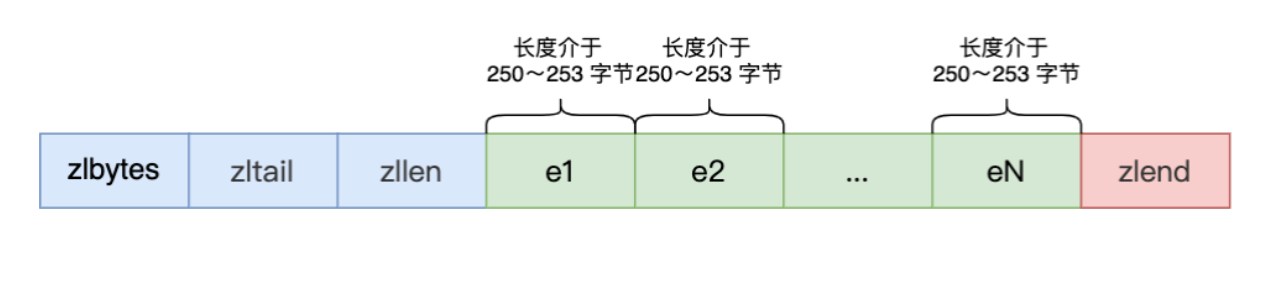 长度介于
250~253 字节
长度介于
250~253 字节
长度介于
250~253 字节
zlbytes
zltail
zllen
e1
e2
...
eN
zlend